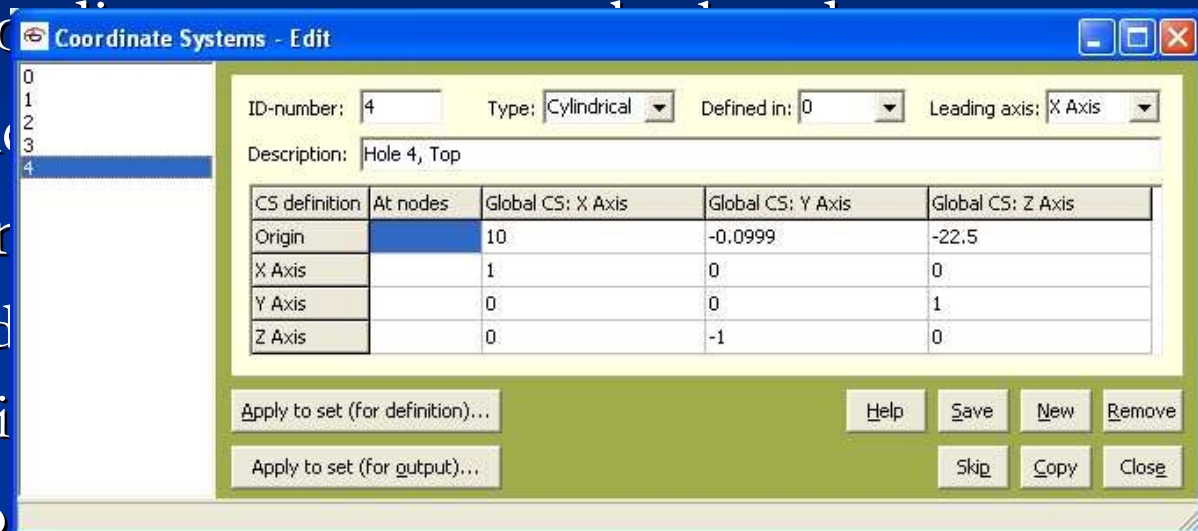 Coordinate Systems - Edit
0
1
2
3
4
ID-number: 4 Type: Cylindrical Defined in: 0 Leading axis: X Axis
Description: Hole 4, Top
CS definition At nodes Global CS: X Axis Global CS: Y Axis Global CS: Z Axis
Origin 10 -0.0999 -22.5
X Axis 1 0 0
Y Axis 0 0 1
Z Axis 0 -1 0
Apply to set (for definition)... Help Save New Remove
Apply to set (for output)... Skip Copy Close